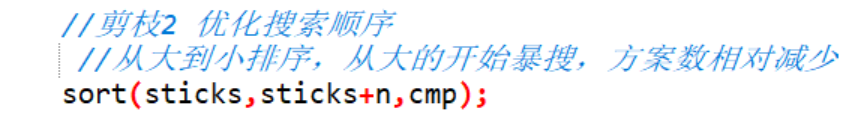 //剪枝2 优化搜索顺序
//从大到小排序，从大的开始暴搜，方案数相对减少
sort(sticks,sticks+n,cmp);